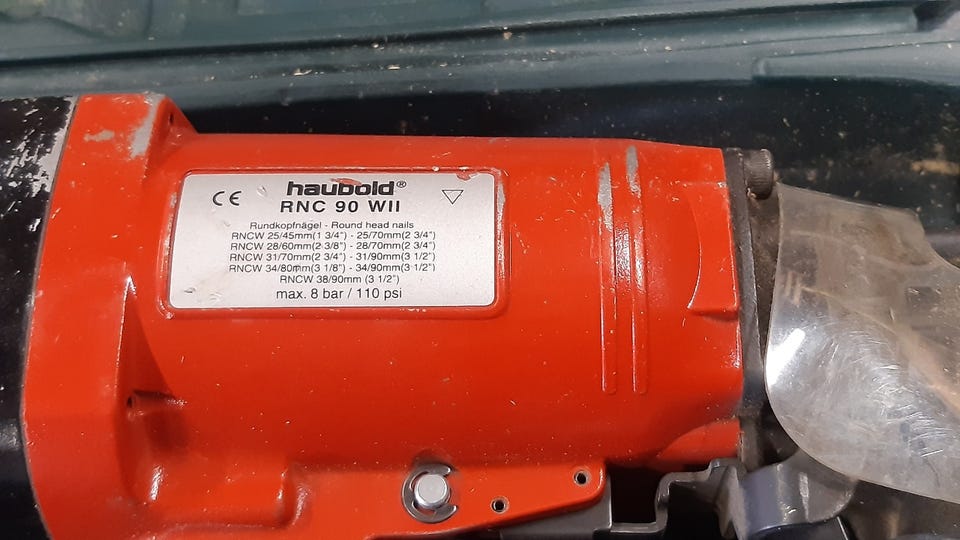 CE
haubold®
RNC 90 WII
Rundkopfnägel - Round head nails
RNCW 25/45mm(1 3/4") - 25/70mm(2 3/4")
RNCW 28/60mm(2 3/8") - 28/70mm(2 3/4")
RNCW 31/70mm(2 3/4") - 31/90mm(3 1/2")
RNCW 34/80mm(3 1/8") - 34/90mm(3 1/2")
RNCW 38/90mm (3 1/2")
max. 8 bar / 110 psi